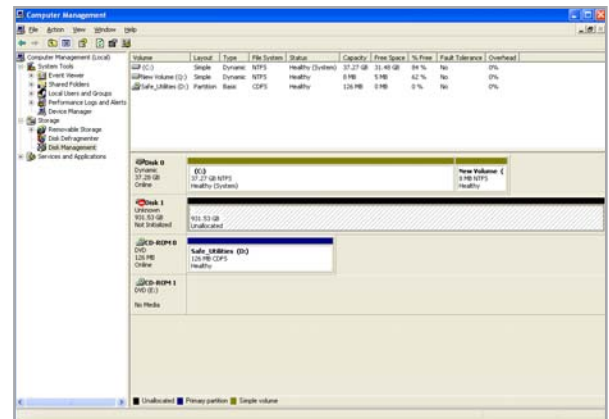 Computer Management
File Action View Window Help
Computer Management (Local)
System Tools
Event Viewer
Shared Folders
Local Users and Groups
Performance Logs and Alerts
Device Manager
Storage
Removable Storage
Disk Defragmenter
Disk Management
Services and Applications
Volume Layout Type File System Status Capacity Free Space % Free Fault Tolerance Overhead
(C:) Simple Dynamic NTFS Healthy (System) 37.27 GB 31.48 GB 84 % No 0%
New Volume (Q:) Simple Dynamic NTFS Healthy 8 MB 5 MB 62 % No 0%
Safe_Utilities (D:) Partition Basic CDFS Healthy 126 MB 0 MB 0 % No 0%
Disk 0
Dynamic
37.28 GB
Online
(C:)
37.27 GB NTFS
Healthy (System)
New Volume (
8 MB NTFS
Healthy
Disk 1
Unknown
931.53 GB
Not Initialized
931.53 GB
Unallocated
CD-ROM 0
DVD
126 MB
Online
Safe_Utilities (D:)
126 MB CDFS
Healthy
CD-ROM 1
DVD (E:)
No Media
Unallocated Primary partition Simple volume